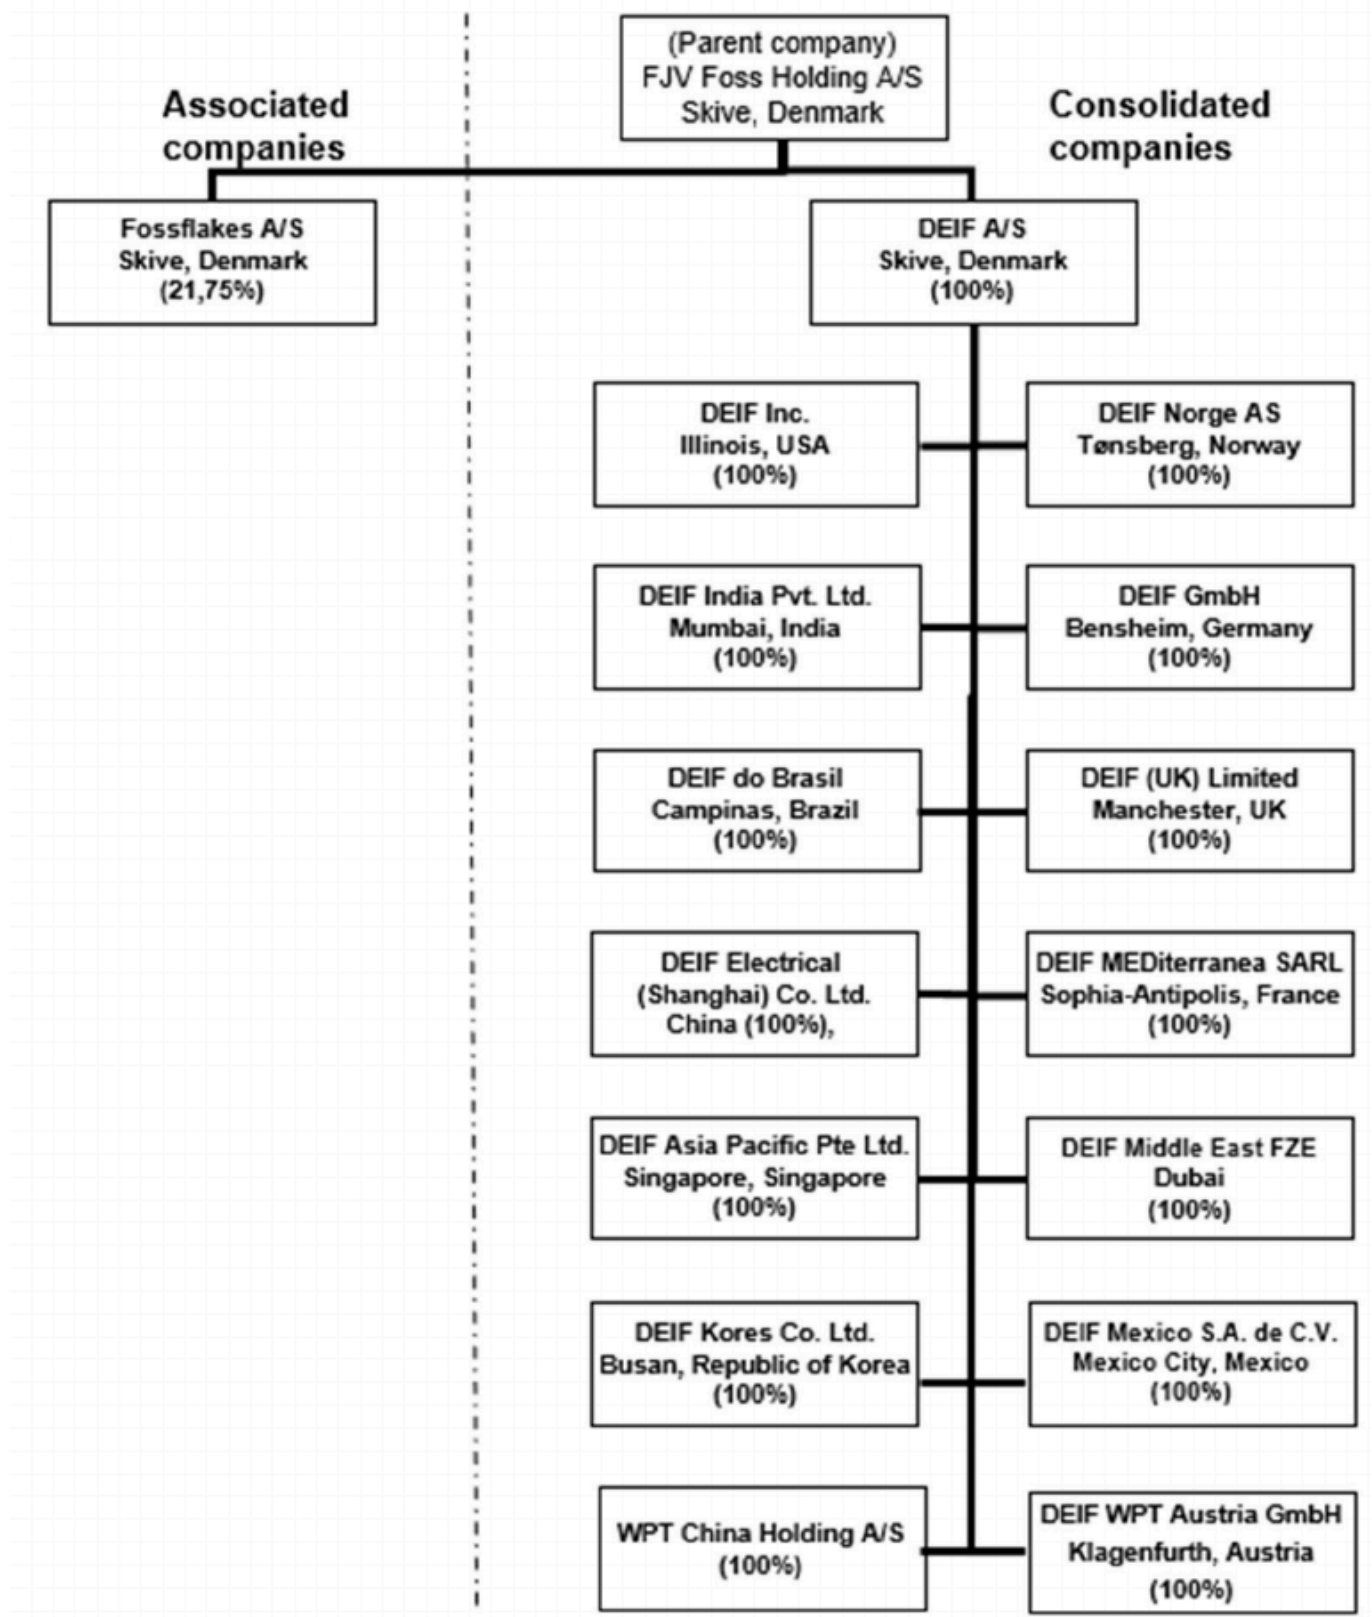 (Parent company)
FJV Foss Holding A/S
Skive, Denmark
Associated
companies
Consolidated
companies
Fossflakes A/S
Skive, Denmark
(21,75%)
DEIF A/S
Skive, Denmark
(100%)
DEIF Inc.
Illinois, USA
(100%)
DEIF Norge AS
Tønsberg, Norway
(100%)
DEIF India Pvt. Ltd.
Mumbai, India
(100%)
DEIF GmbH
Bensheim, Germany
(100%)
DEIF do Brasil
Campinas, Brazil
(100%)
DEIF (UK) Limited
Manchester, UK
(100%)
DEIF Electrical
(Shanghai) Co. Ltd.
China (100%),
DEIF MEDiterranea SARL
Sophia-Antipolis, France
(100%)
DEIF Asia Pacific Pte Ltd.
Singapore, Singapore
(100%)
DEIF Middle East FZE
Dubai
(100%)
DEIF Kores Co. Ltd.
Busan, Republic of Korea
(100%)
DEIF Mexico S.A. de C.V.
Mexico City, Mexico
(100%)
WPT China Holding A/S
(100%)
DEIF WPT Austria GmbH
Klagenfurth, Austria
(100%)